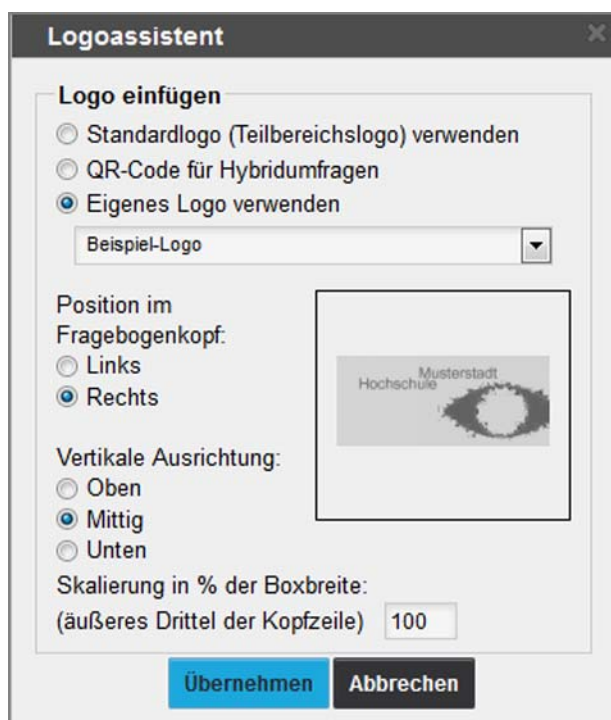 Logoassistent
Logo einfügen
Standardlogo (Teilbereichslogo) verwenden
QR-Code für Hybridumfragen
Eigenes Logo verwenden
Beispiel-Logo
Position im
Fragebogenkopf:
Links
Rechts
Musterstadt
Hochschule
Vertikale Ausrichtung:
Oben
Mittig
Unten
Skalierung in % der Boxbreite:
(äußeres Drittel der Kopfzeile) 100
Übernehmen Abbrechen